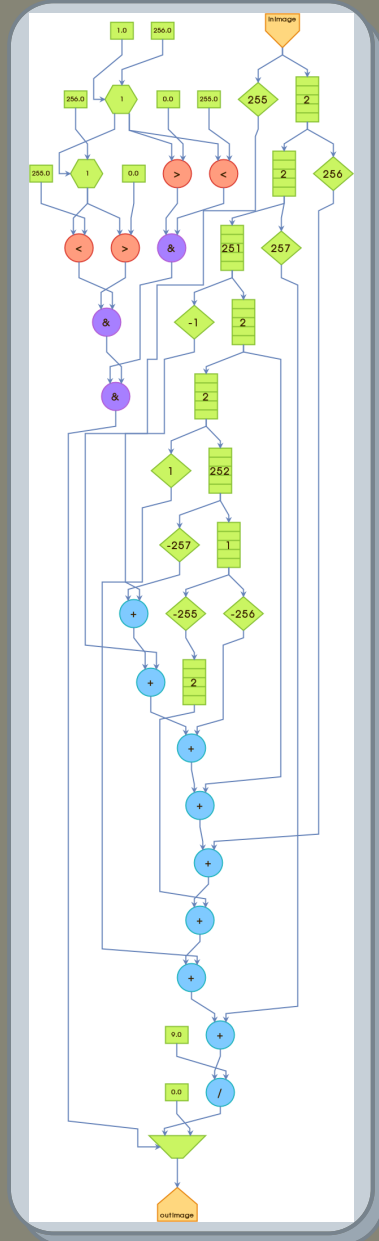 inImage
1.0 256.0
256.0 1 0.0 255.0 255 2
255.0 1 0.0 > < 2 256
< > & 251 257
& -1 2
& 2
1 252
-257 1
+ -255 -256
+ 2
+
+
+
+
+
9.0 +
0.0 /
outImage